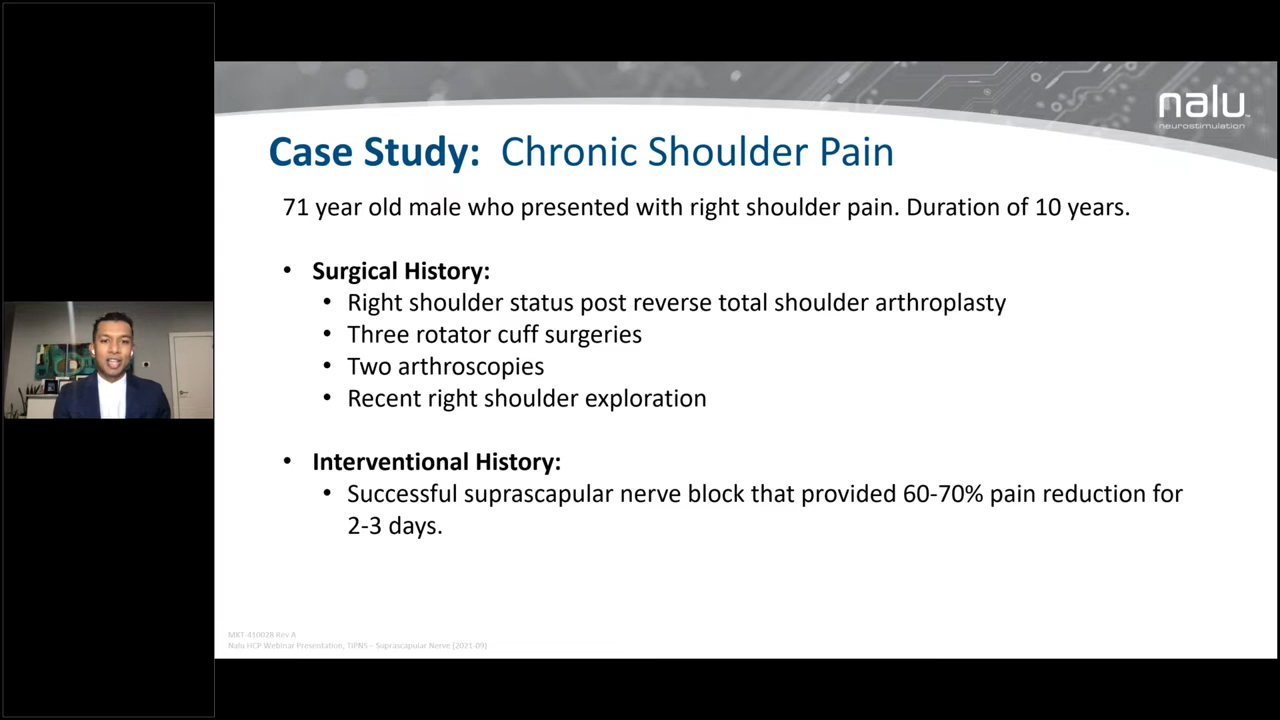 nalu
neurostimulation
Case Study: Chronic Shoulder Pain
71 year old male who presented with right shoulder pain. Duration of 10 years.
• Surgical History:
• Right shoulder status post reverse total shoulder arthroplasty
• Three rotator cuff surgeries
• Two arthroscopies
• Recent right shoulder exploration
• Interventional History:
• Successful suprascapular nerve block that provided 60-70% pain reduction for
2-3 days.
MKT-410028 Rev A
Nalu HCP Webinar Presentation, TIPNS – Suprascapular Nerve (2021-09)